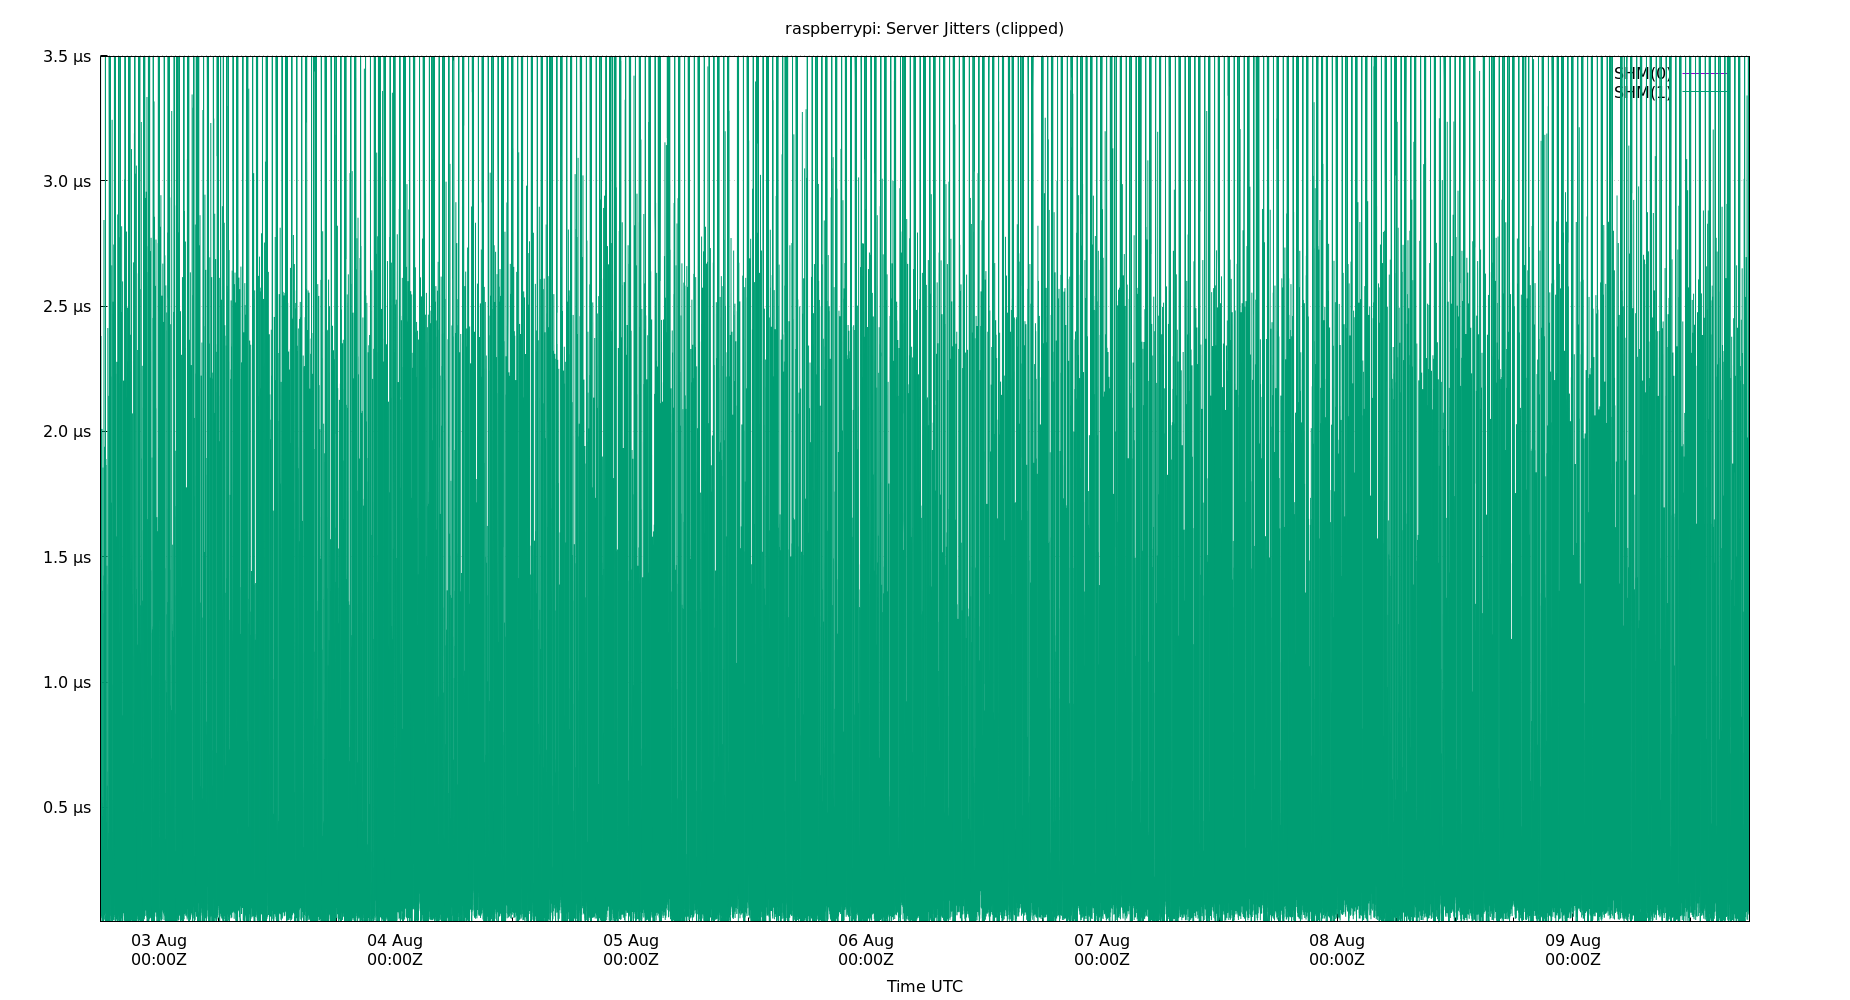 raspberrypi: Server Jitters (clipped)
3.5 μs
SHM(0)
SHM(1)
3.0 μs
2.5 μs
2.0 μs
1.5 μs
1.0 μs
0.5 μs
03 Aug 04 Aug 05 Aug 06 Aug 07 Aug 08 Aug 09 Aug
00:00Z 00:00Z 00:00Z 00:00Z 00:00Z 00:00Z 00:00Z
Time UTC